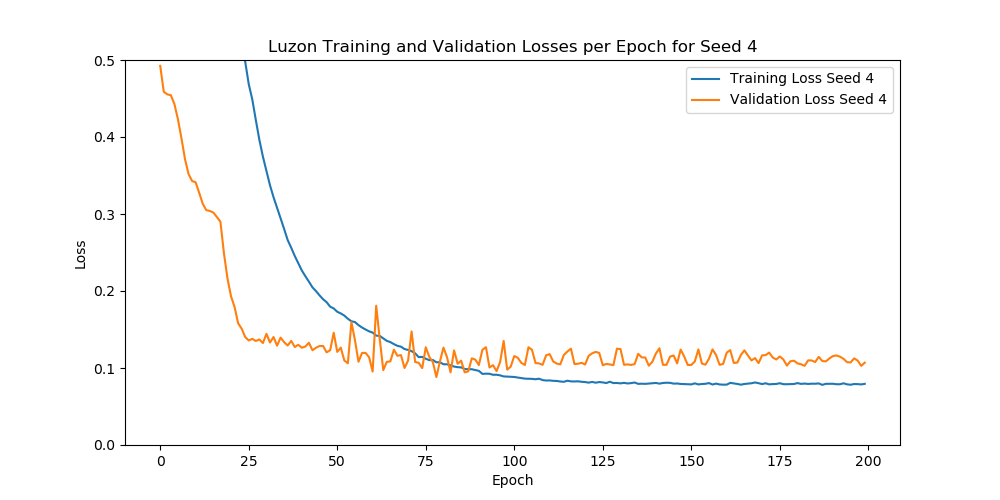 Luzon Training and Validation Losses per Epoch for Seed 4
Training Loss Seed 4
Validation Loss Seed 4
0.5
0.4
0.3
0.2
0.1
0.0
Loss
0 25 50 75 100 125 150 175 200
Epoch